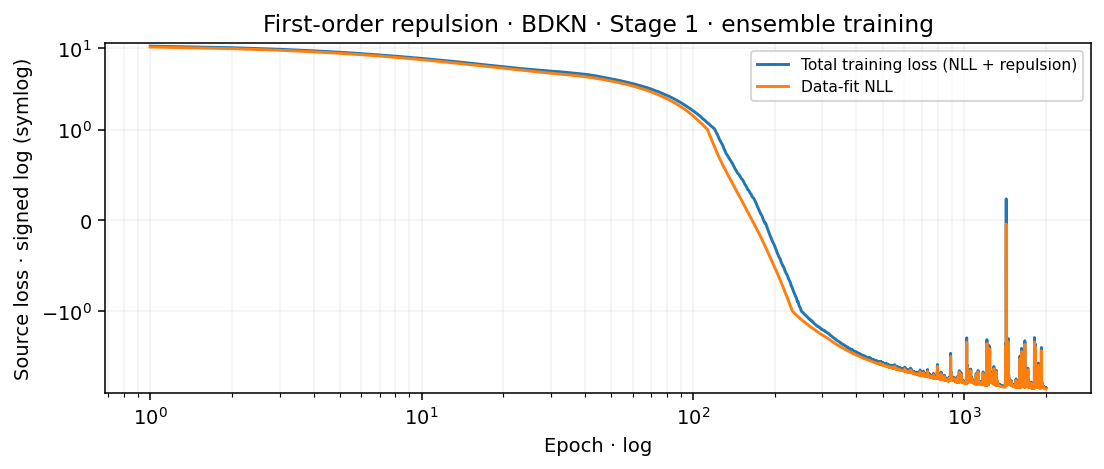 First-order repulsion · BDKN · Stage 1 · ensemble training
Source loss · signed log (symlog)
10¹
10⁰
0
−10⁰
Total training loss (NLL + repulsion)
Data-fit NLL
10⁰
10¹
10²
10³
Epoch · log